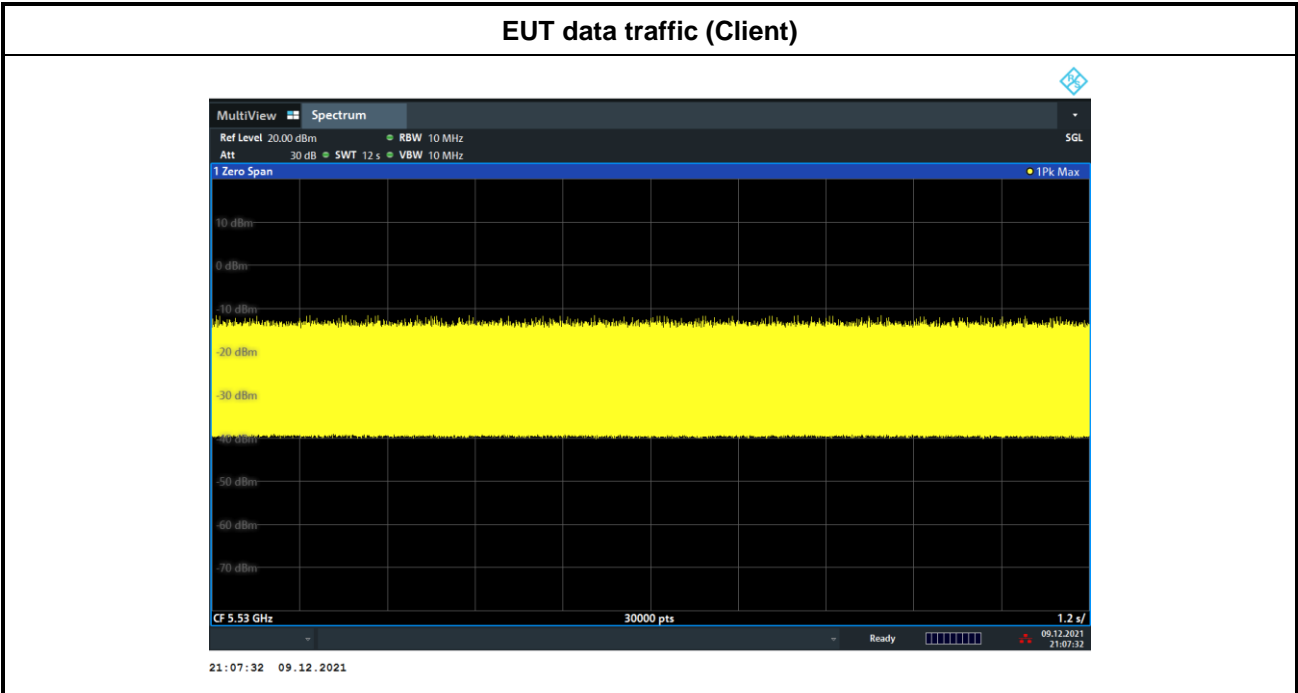 EUT data traffic (Client)
R&S
MultiView Spectrum
Ref Level 20.00 dBm RBW 10 MHz SGL
Att 30 dB SWT 12 s VBW 10 MHz
1 Zero Span 1Pk Max
10 dBm
0 dBm
-10 dBm
-20 dBm
-30 dBm
-40 dBm
-50 dBm
-60 dBm
-70 dBm
CF 5.53 GHz 30000 pts 1.2 s/
Ready 09.12.2021
21:07:32
21:07:32 09.12.2021